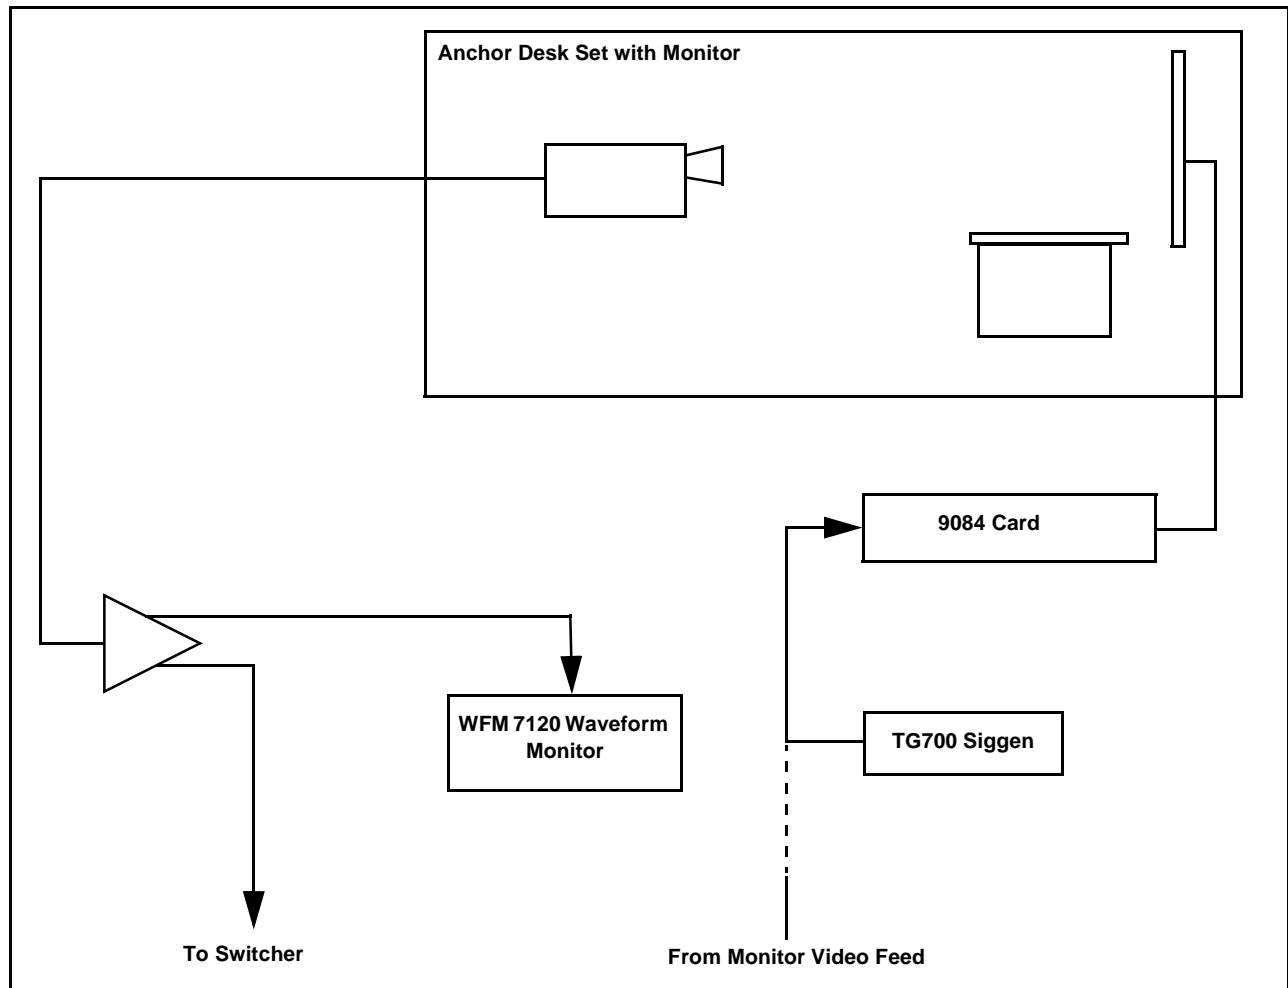 Anchor Desk Set with Monitor
9084 Card
WFM 7120 Waveform
Monitor
TG700 Siggen
To Switcher
From Monitor Video Feed